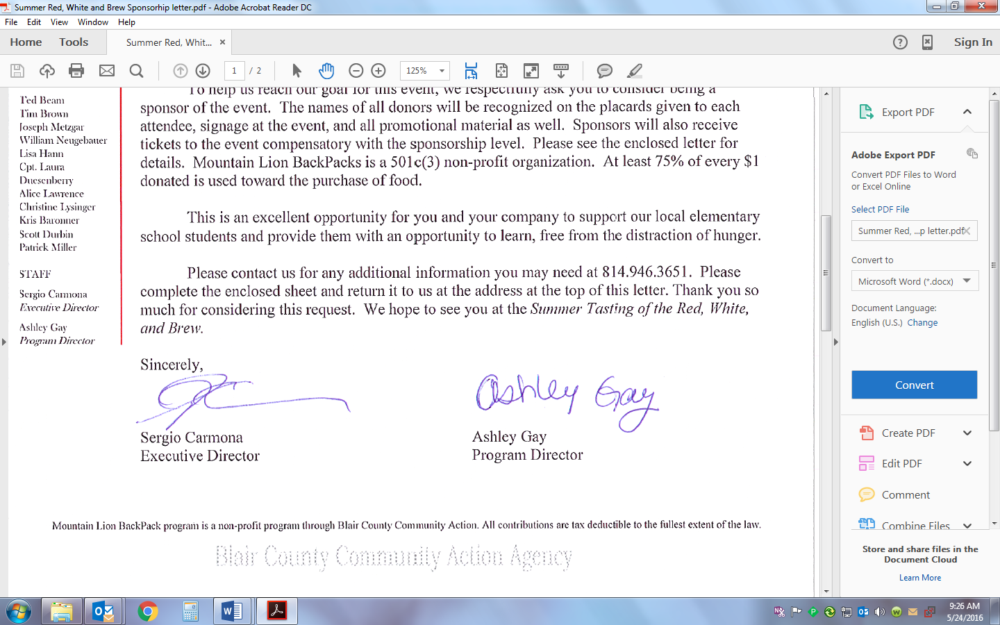 Summer Red, White and Brew Sponsorhip letter.pdf - Adobe Acrobat Reader DC
File Edit View Window Help
Home Tools Summer Red, Whit... × Sign In
1 / 2 125%
Ted Beam
Tim Brown
Joseph Metzgar
William Neugebauer
Lisa Hann
Cpt. Laura
Duesenberry
Alice Lawrence
Christine Lysinger
Kris Baronner
Scott Durbin
Patrick Miller
STAFF
Sergio Carmona
Executive Director
Ashley Gay
Program Director
To help us reach our goal for this event, we respectfully ask you to consider being a
sponsor of the event. The names of all donors will be recognized on the placards given to each
attendee, signage at the event, and all promotional material as well. Sponsors will also receive
tickets to the event compensatory with the sponsorship level. Please see the enclosed letter for
details. Mountain Lion BackPacks is a 501c(3) non-profit organization. At least 75% of every $1
donated is used toward the purchase of food.
This is an excellent opportunity for you and your company to support our local elementary
school students and provide them with an opportunity to learn, free from the distraction of hunger.
Please contact us for any additional information you may need at 814.946.3651. Please
complete the enclosed sheet and return it to us at the address at the top of this letter. Thank you so
much for considering this request. We hope to see you at the Summer Tasting of the Red, White,
and Brew.
Sincerely,
Ashley Gay
Sergio Carmona
Executive Director
Ashley Gay
Program Director
Mountain Lion BackPack program is a non-profit program through Blair County Community Action. All contributions are tax deductible to the fullest extent of the law.
Blair County Community Action Agency
Export PDF
Adobe Export PDF
Convert PDF Files to Word
or Excel Online
Select PDF File
Summer Red, ...p letter.pdf
Convert to
Microsoft Word (*.docx)
Document Language:
English (U.S.) Change
Convert
Create PDF
Edit PDF
Comment
Combine Files
Store and share files in the
Document Cloud
Learn More
9:26 AM
5/24/2016